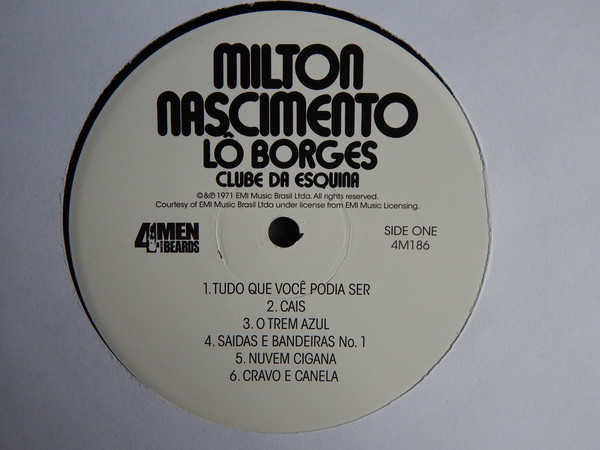 MILTON
NASCIMENTO
LÔ BORGES
CLUBE DA ESQUINA
©&℗ 1971 EMI Music Brasil Ltda. All rights reserved.
Courtesy of EMI Music Brasil Ltda under license from EMI Music Licensing.
4 MEN
WITH BEARDS
SIDE ONE
4M186
1. TUDO QUE VOCÊ PODIA SER
2. CAIS
3. O TREM AZUL
4. SAIDAS E BANDEIRAS No. 1
5. NUVEM CIGANA
6. CRAVO E CANELA